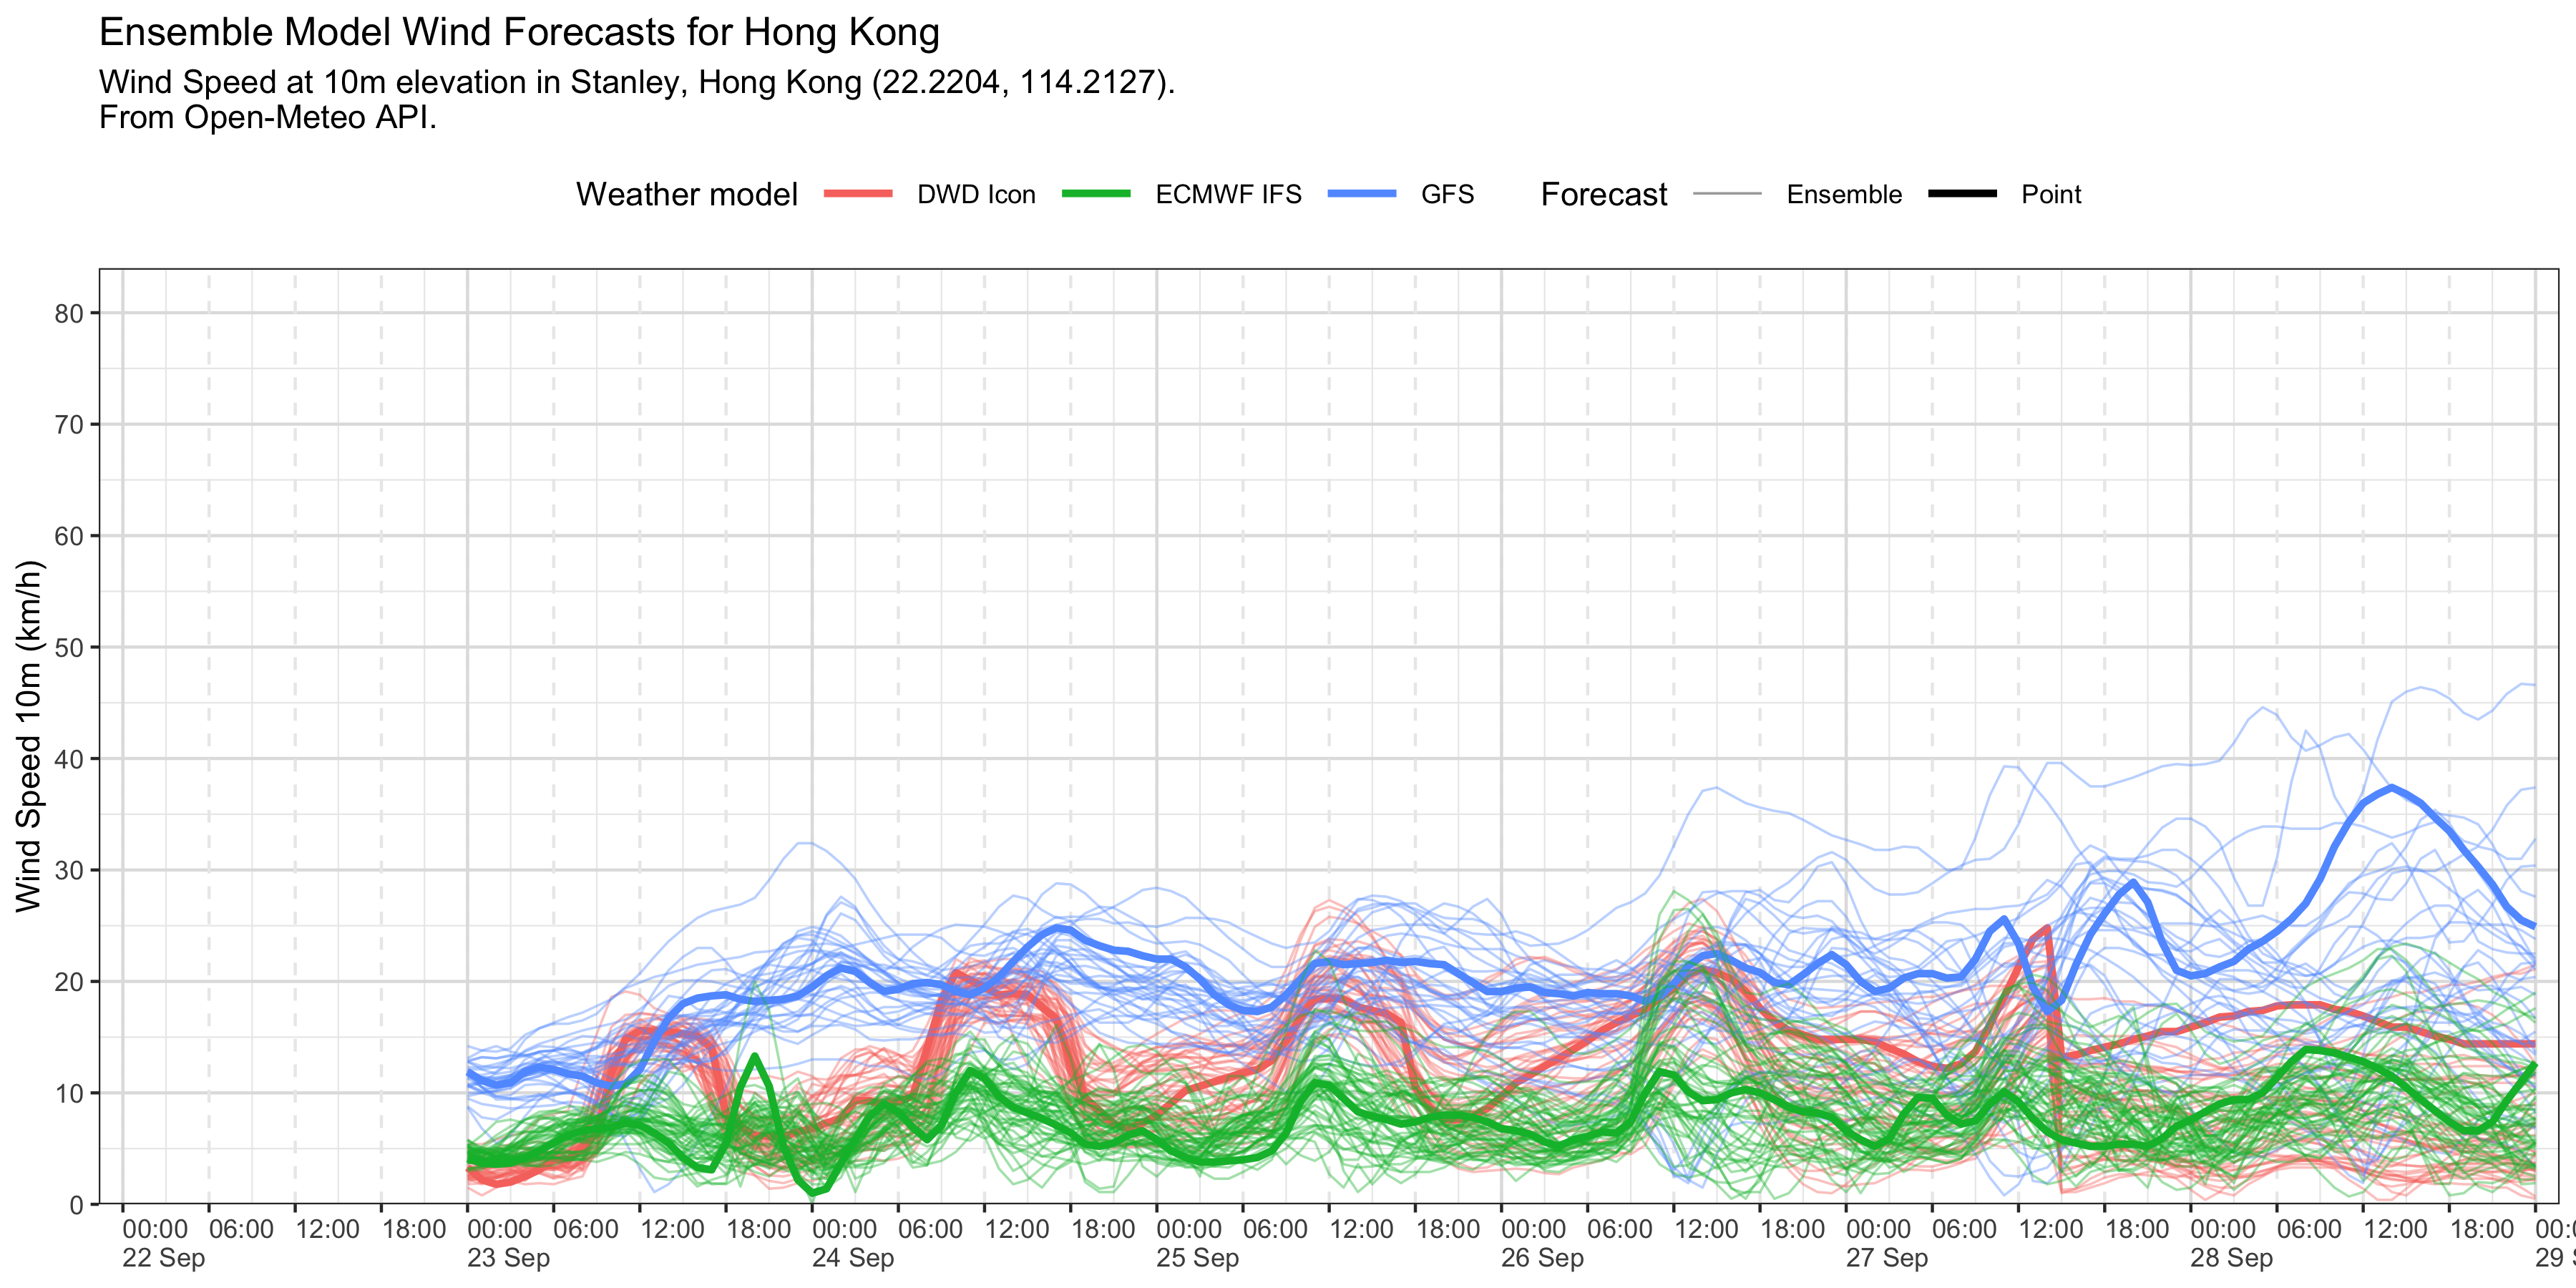 Ensemble Model Wind Forecasts for Hong Kong
Wind Speed at 10m elevation in Stanley, Hong Kong (22.2204, 114.2127).
From Open-Meteo API.
Weather model DWD Icon ECMWF IFS GFS Forecast Ensemble Point
Wind Speed 10m (km/h)
80
70
60
50
40
30
20
10
0
00:00 06:00 12:00 18:00 00:00 06:00 12:00 18:00 00:00 06:00 12:00 18:00 00:00 06:00 12:00 18:00 00:00 06:00 12:00 18:00 00:00 06:00 12:00 18:00 00:00 06:00 12:00 18:00 00:0
22 Sep 23 Sep 24 Sep 25 Sep 26 Sep 27 Sep 28 Sep 29 S